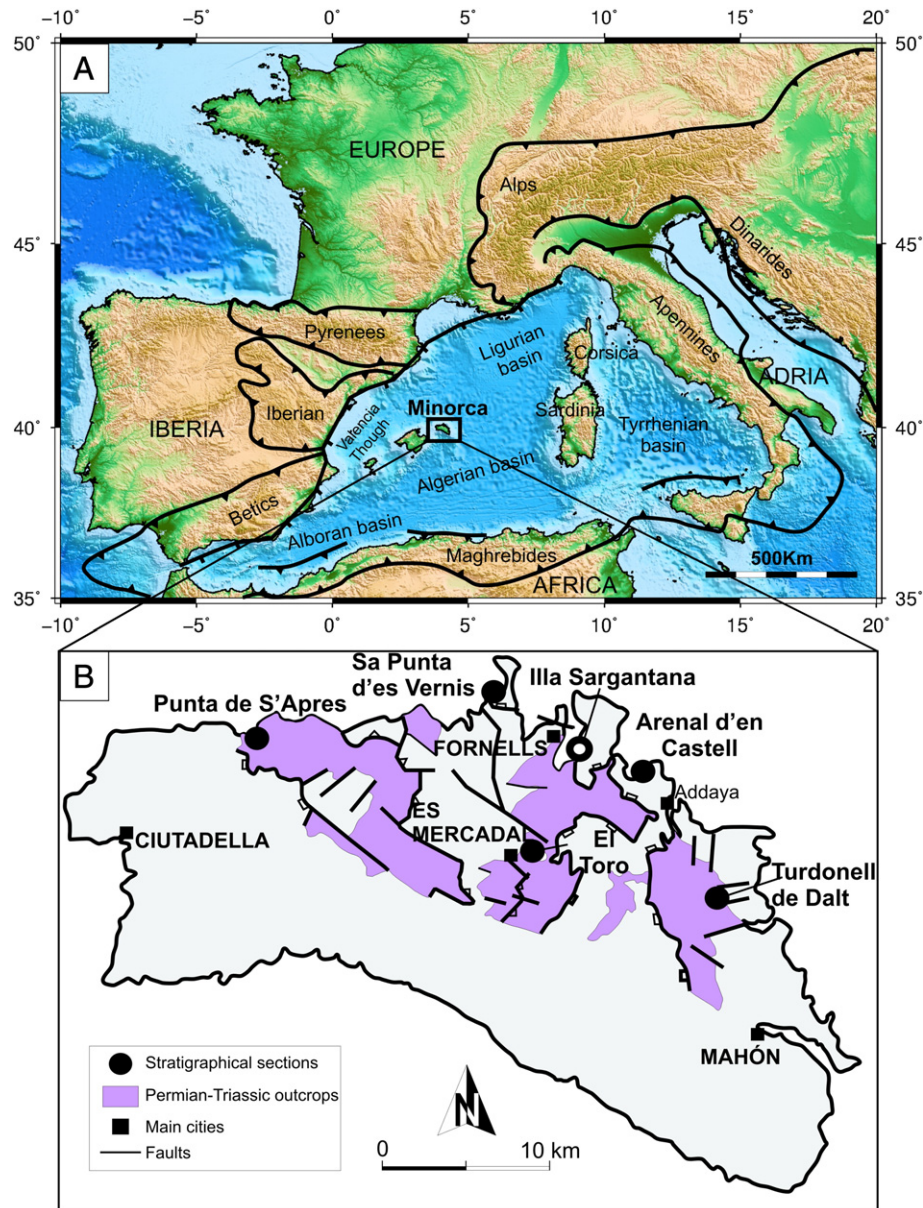 −10˚ −5˚ 0˚ 5˚ 10˚ 15˚ 20˚
50˚ 50˚
A
EUROPE
Alps
45˚ 45˚
Dinarides
Pyrenees
Ligurian
basin
Apennines
Corsica
ADRIA
Iberian
Minorca
Sardinia
40˚ 40˚
IBERIA
Valencia
Though
Tyrrhenian
basin
Algerian basin
Betics
Alboran basin
Maghrebides
AFRICA
500Km
35˚ 35˚
−10˚ −5˚ 0˚ 5˚ 10˚ 15˚ 20˚
B
Sa Punta
d'es Vernis
Illa Sargantana
Punta de S'Apres
Arenal d'en
Castell
FORNELLS
Addaya
ES
MERCADAL
CIUTADELLA
El
Toro
Turdonell
de Dalt
MAHÓN
Stratigraphical sections
Permian-Triassic outcrops
Main cities
Faults
N
0 10 km